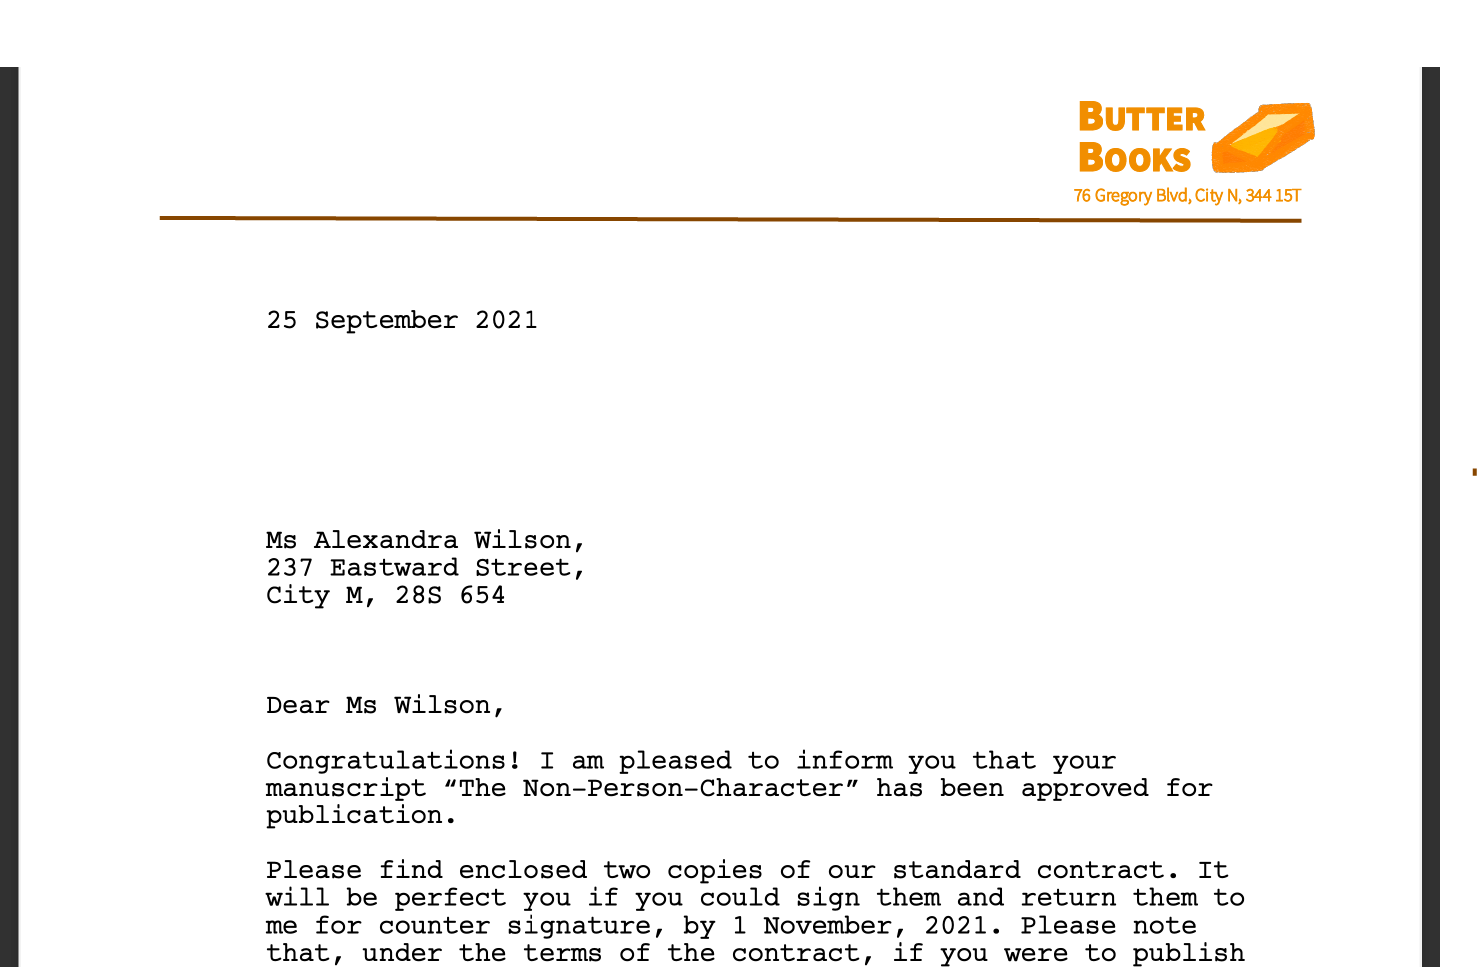 BUTTER
BOOKS
76 Gregory Blvd, City N, 344 15T
25 September 2021
Ms Alexandra Wilson,
237 Eastward Street,
City M, 28S 654
Dear Ms Wilson,
Congratulations! I am pleased to inform you that your
manuscript “The Non-Person-Character” has been approved for
publication.
Please find enclosed two copies of our standard contract. It
will be perfect you if you could sign them and return them to
me for counter signature, by 1 November, 2021. Please note
that, under the terms of the contract, if you were to publish